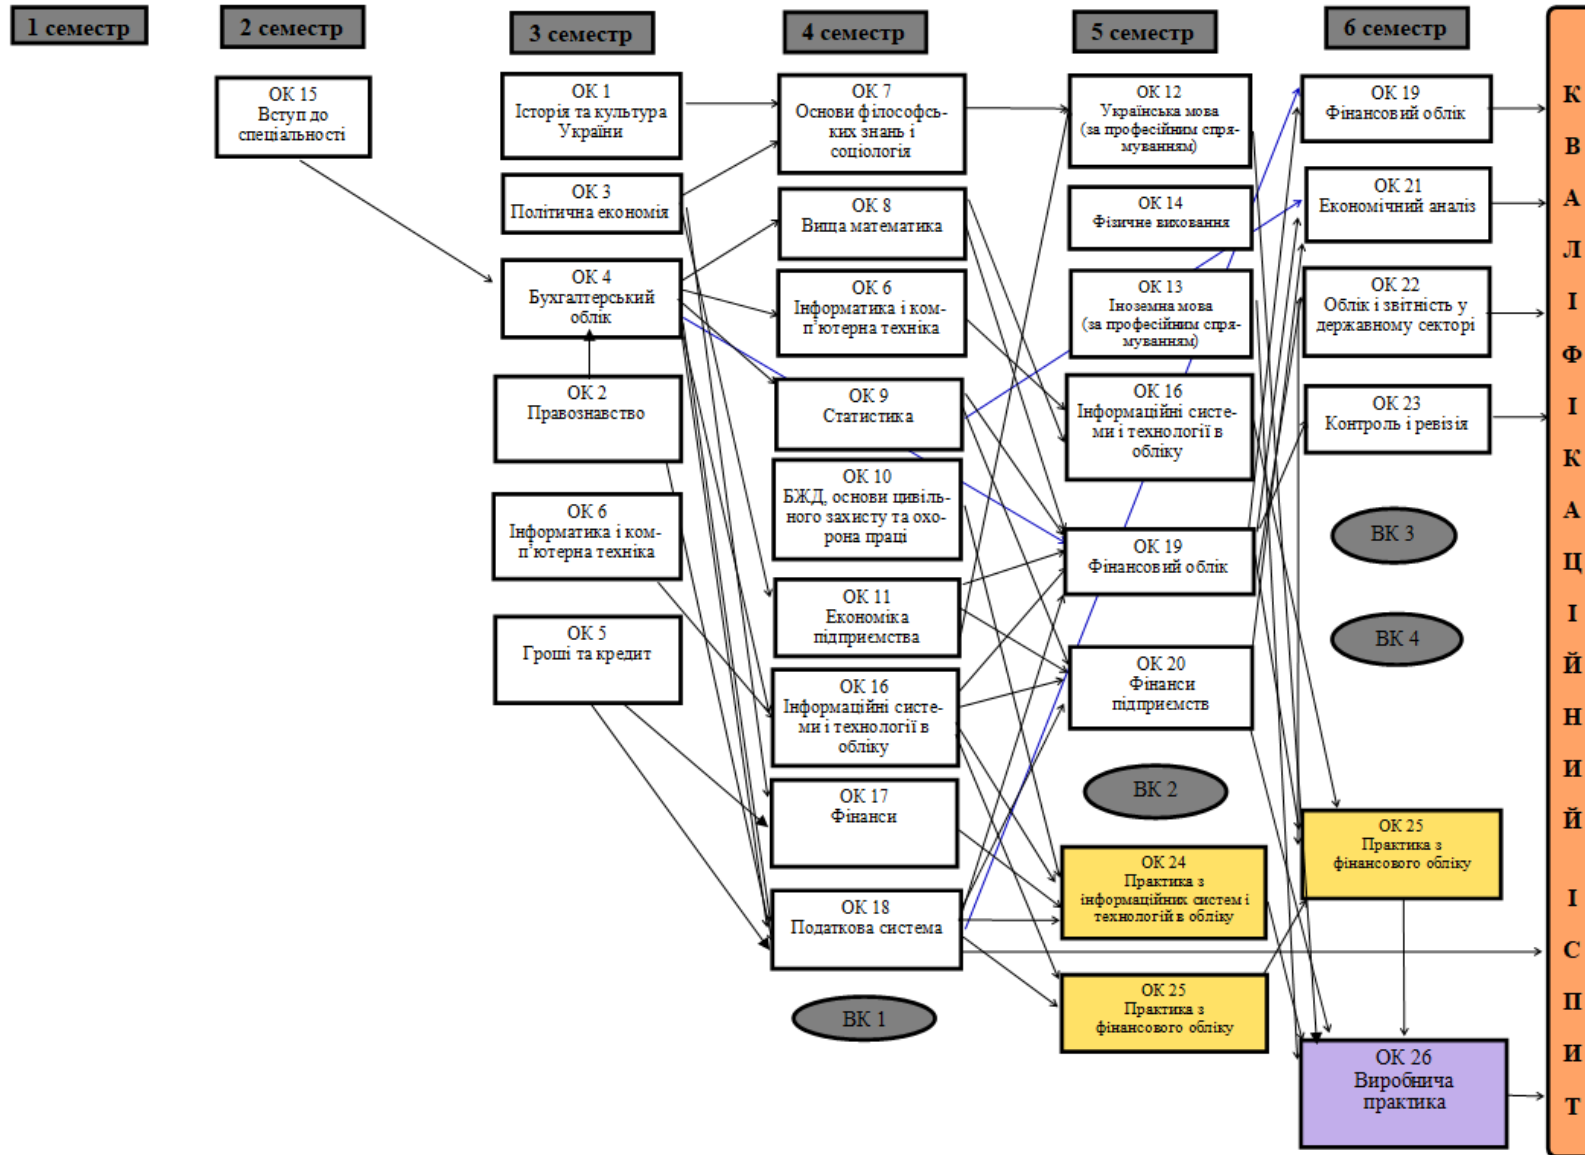 1 семестр
2 семестр
3 семестр
4 семестр
5 семестр
6 семестр
ОК 15
Вступ до
спеціальності
ОК 1
Історія та культура
України
ОК 3
Політична економія
ОК 4
Бухгалтерський
облік
ОК 2
Правознавство
ОК 6
Інформатика і ком-
п’ютерна техніка
ОК 5
Гроші та кредит
ОК 7
Основи філософсь-
ких знань і
соціологія
ОК 8
Вища математика
ОК 6
Інформатика і ком-
п’ютерна техніка
ОК 9
Статистика
ОК 10
БЖД, основи цивіль-
ного захисту та охо-
рона праці
ОК 11
Економіка
підприємства
ОК 16
Інформаційні систе-
ми і технології в
обліку
ОК 17
Фінанси
ОК 18
Податкова система
ВК 1
ОК 12
Українська мова
(за професійним спря-
муванням)
ОК 14
Фізичне виховання
ОК 13
Іноземна мова
(за професійним спря-
муванням)
ОК 16
Інформаційні систе-
ми і технології в
обліку
ОК 19
Фінансовий облік
ОК 20
Фінанси
підприємств
ВК 2
ОК 24
Практика з
інформаційних систем і
технологій в обліку
ОК 25
Практика з
фінансового обліку
ОК 19
Фінансовий облік
ОК 21
Економічний аналіз
ОК 22
Облік і звітність у
державному секторі
ОК 23
Контроль і ревізія
ВК 3
ВК 4
ОК 25
Практика з
фінансового обліку
ОК 26
Виробнича
практика
К
В
А
Л
І
Ф
І
К
А
Ц
І
Й
Н
И
Й
І
С
П
И
Т